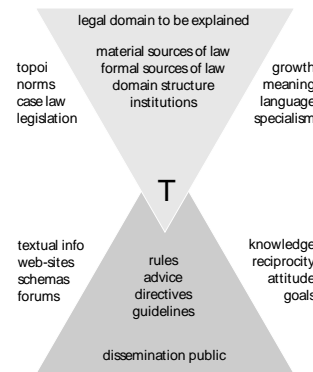 legal domain to be explained
material sources of law
formal sources of law
domain structure
institutions
topoi
norms
case law
legislation
growth
meaning
language
specialism
T
textual info
web-sites
schemas
forums
rules
advice
directives
guidelines
knowledge
reciprocity
attitude
goals
dissemination public